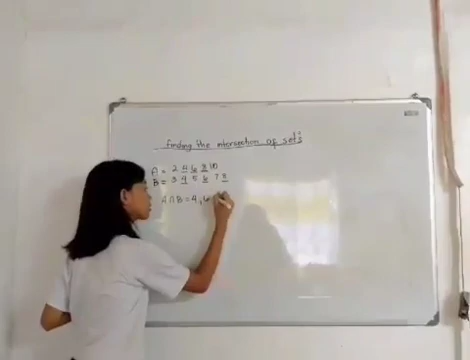 finding the intersection of sets
A = 2 4 6 8 10
B = 3 4 5 6 7 8
A ∩ B = 4, 6